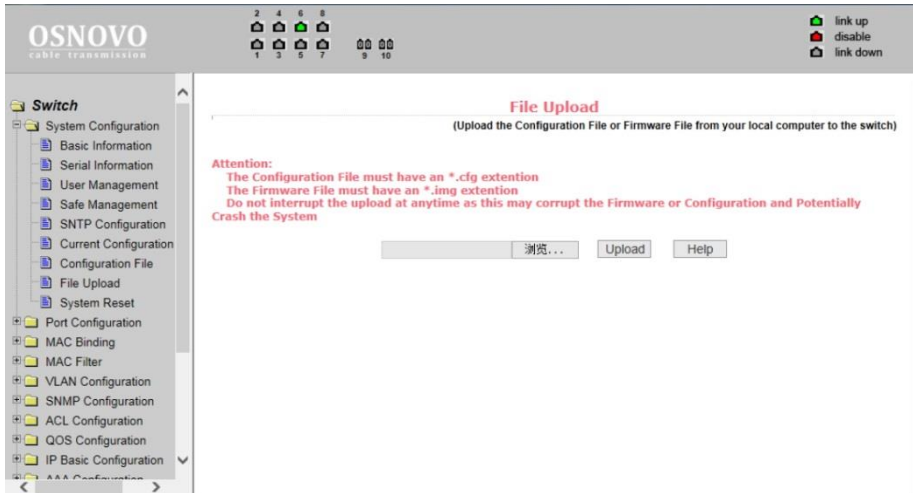 OSNOVO
cable transmission
2 4 6 8
1 3 5 7 9 10
link up
disable
link down
Switch
System Configuration
Basic Information
Serial Information
User Management
Safe Management
SNTP Configuration
Current Configuration
Configuration File
File Upload
System Reset
Port Configuration
MAC Binding
MAC Filter
VLAN Configuration
SNMP Configuration
ACL Configuration
QOS Configuration
IP Basic Configuration
AAA Configuration
File Upload
(Upload the Configuration File or Firmware File from your local computer to the switch)
Attention:
The Configuration File must have an *.cfg extention
The Firmware File must have an *.img extention
Do not interrupt the upload at anytime as this may corrupt the Firmware or Configuration and Potentially
Crash the System
浏览... Upload Help